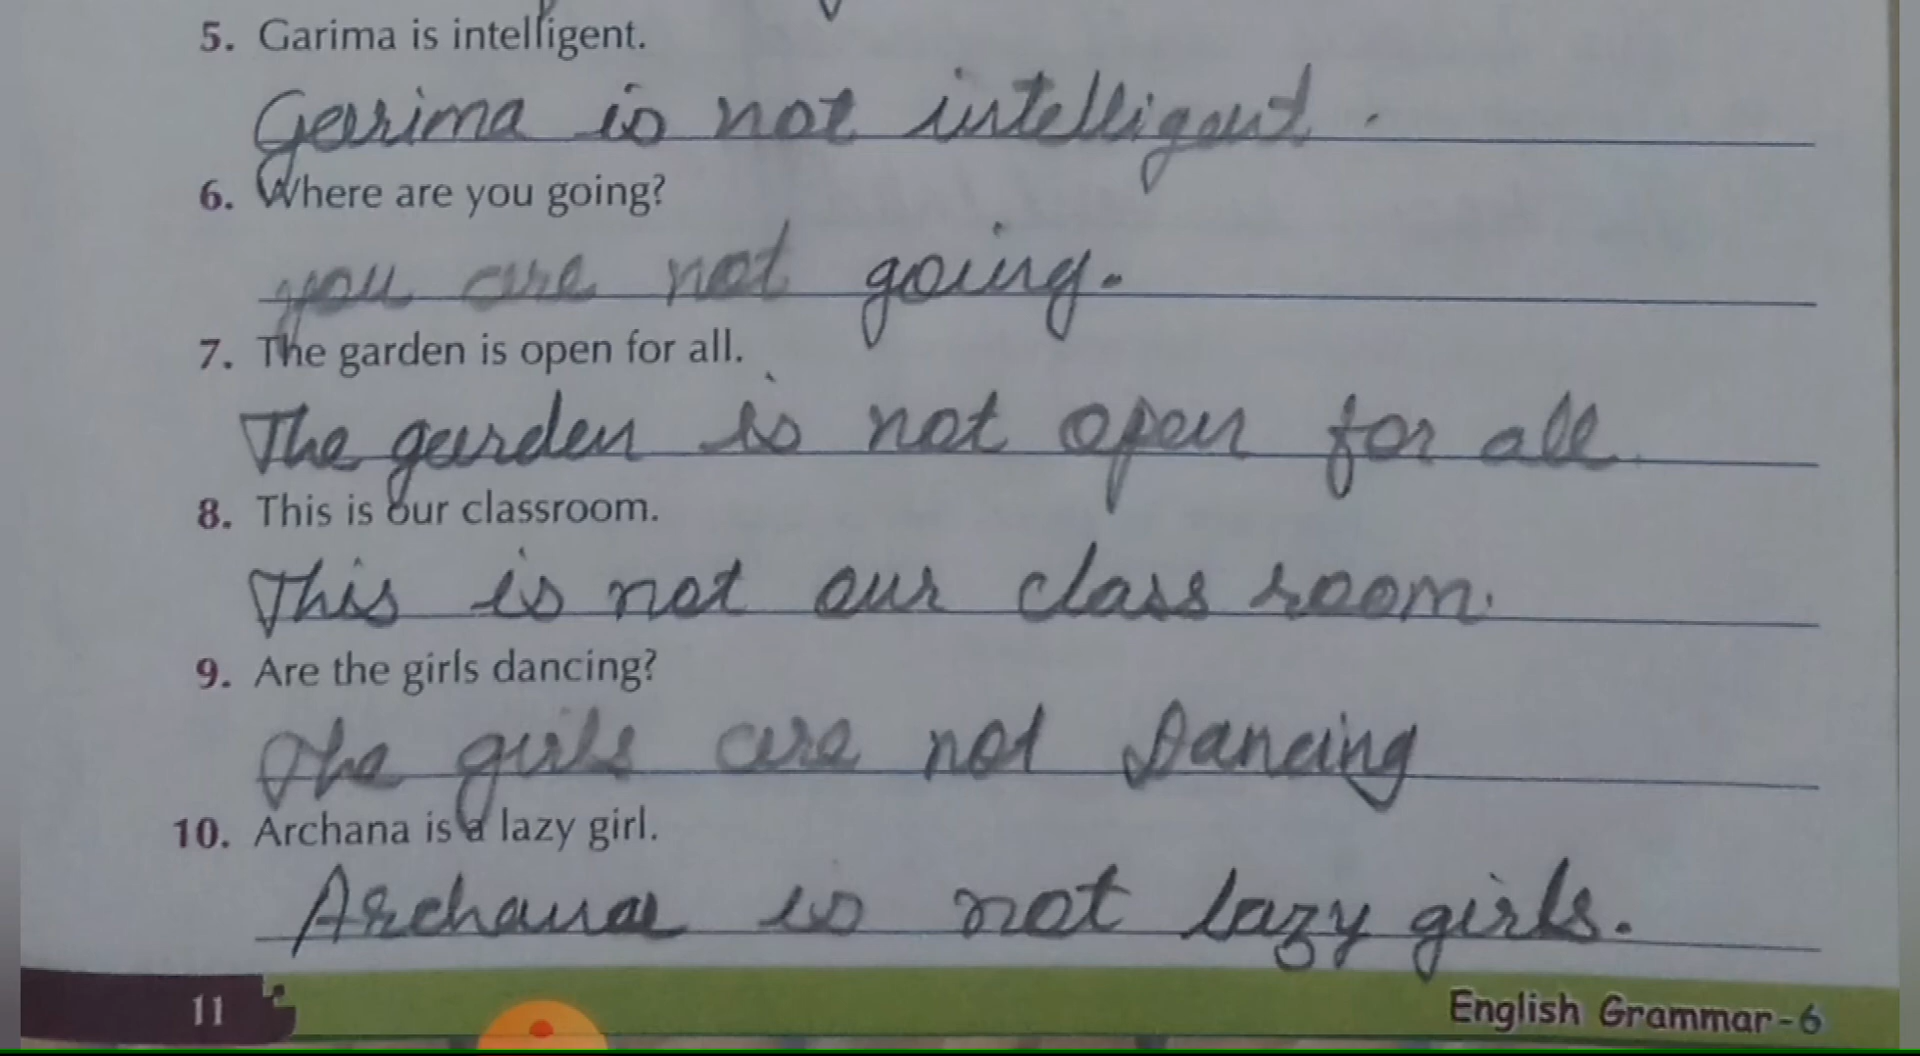 5. Garima is intelligent.
Gerrima is not intelligent.
6. Where are you going?
you are not going.
7. The garden is open for all.
The garden is not open for all.
8. This is our classroom.
This is not our class room.
9. Are the girls dancing?
The girls are not Dancing
10. Archana is a lazy girl.
Archana is not lazy girls.
11
English Grammar-6